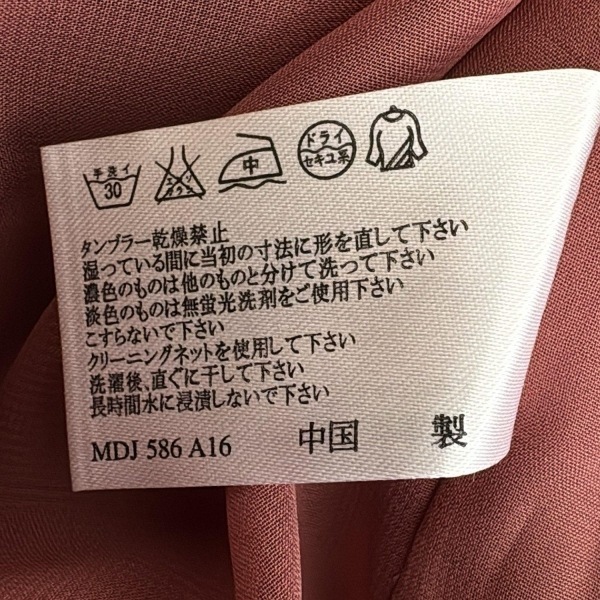 手洗イ 30 エンソサラシ 中 ドライ セキユ系
タンブラー乾燥禁止
湿っている間に当初の寸法に形を直して下さい
濃色のものは他のものと分けて洗って下さい
淡色のものは無蛍光洗剤をご使用下さい
こすらないで下さい
クリーニングネットを使用して下さい
洗濯後、直ぐに干して下さい
長時間水に浸漬しないで下さい
MDJ 586 A16 中国 製